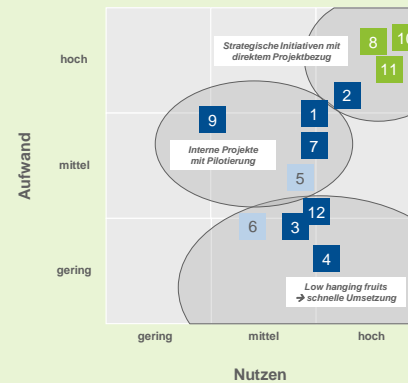 Strategische Initiativen mit
direktem Projektbezug
8
11
hoch
2
1
9
7
Interne Projekte
mit Pilotierung
mittel
5
12
6
3
4
gering
Low hanging fruits
➔ schnelle Umsetzung
Aufwand
gering
mittel
hoch
Nutzen